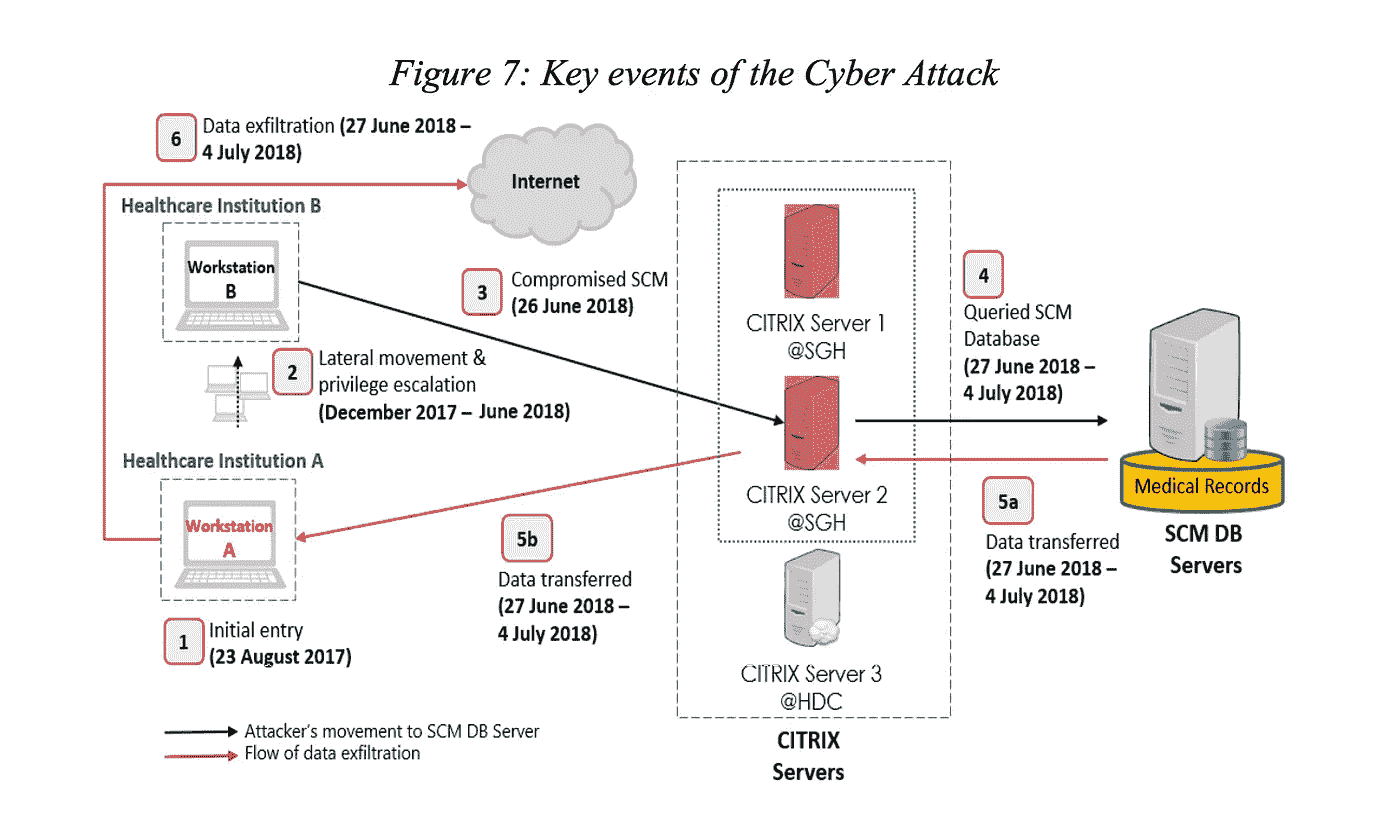 Figure 7: Key events of the Cyber Attack
6
Data exfiltration (27 June 2018 –
4 July 2018)
Internet
Healthcare Institution B
Workstation
B
3
Compromised SCM
(26 June 2018)
2
Lateral movement &
privilege escalation
(December 2017 – June 2018)
Healthcare Institution A
Workstation
A
1
Initial entry
(23 August 2017)
CITRIX Server 1
@SGH
CITRIX Server 2
@SGH
CITRIX Server 3
@HDC
CITRIX
Servers
4
Queried SCM
Database
(27 June 2018 –
4 July 2018)
Medical Records
SCM DB
Servers
5a
Data transferred
(27 June 2018 –
4 July 2018)
5b
Data transferred
(27 June 2018 –
4 July 2018)
Attacker's movement to SCM DB Server
Flow of data exfiltration